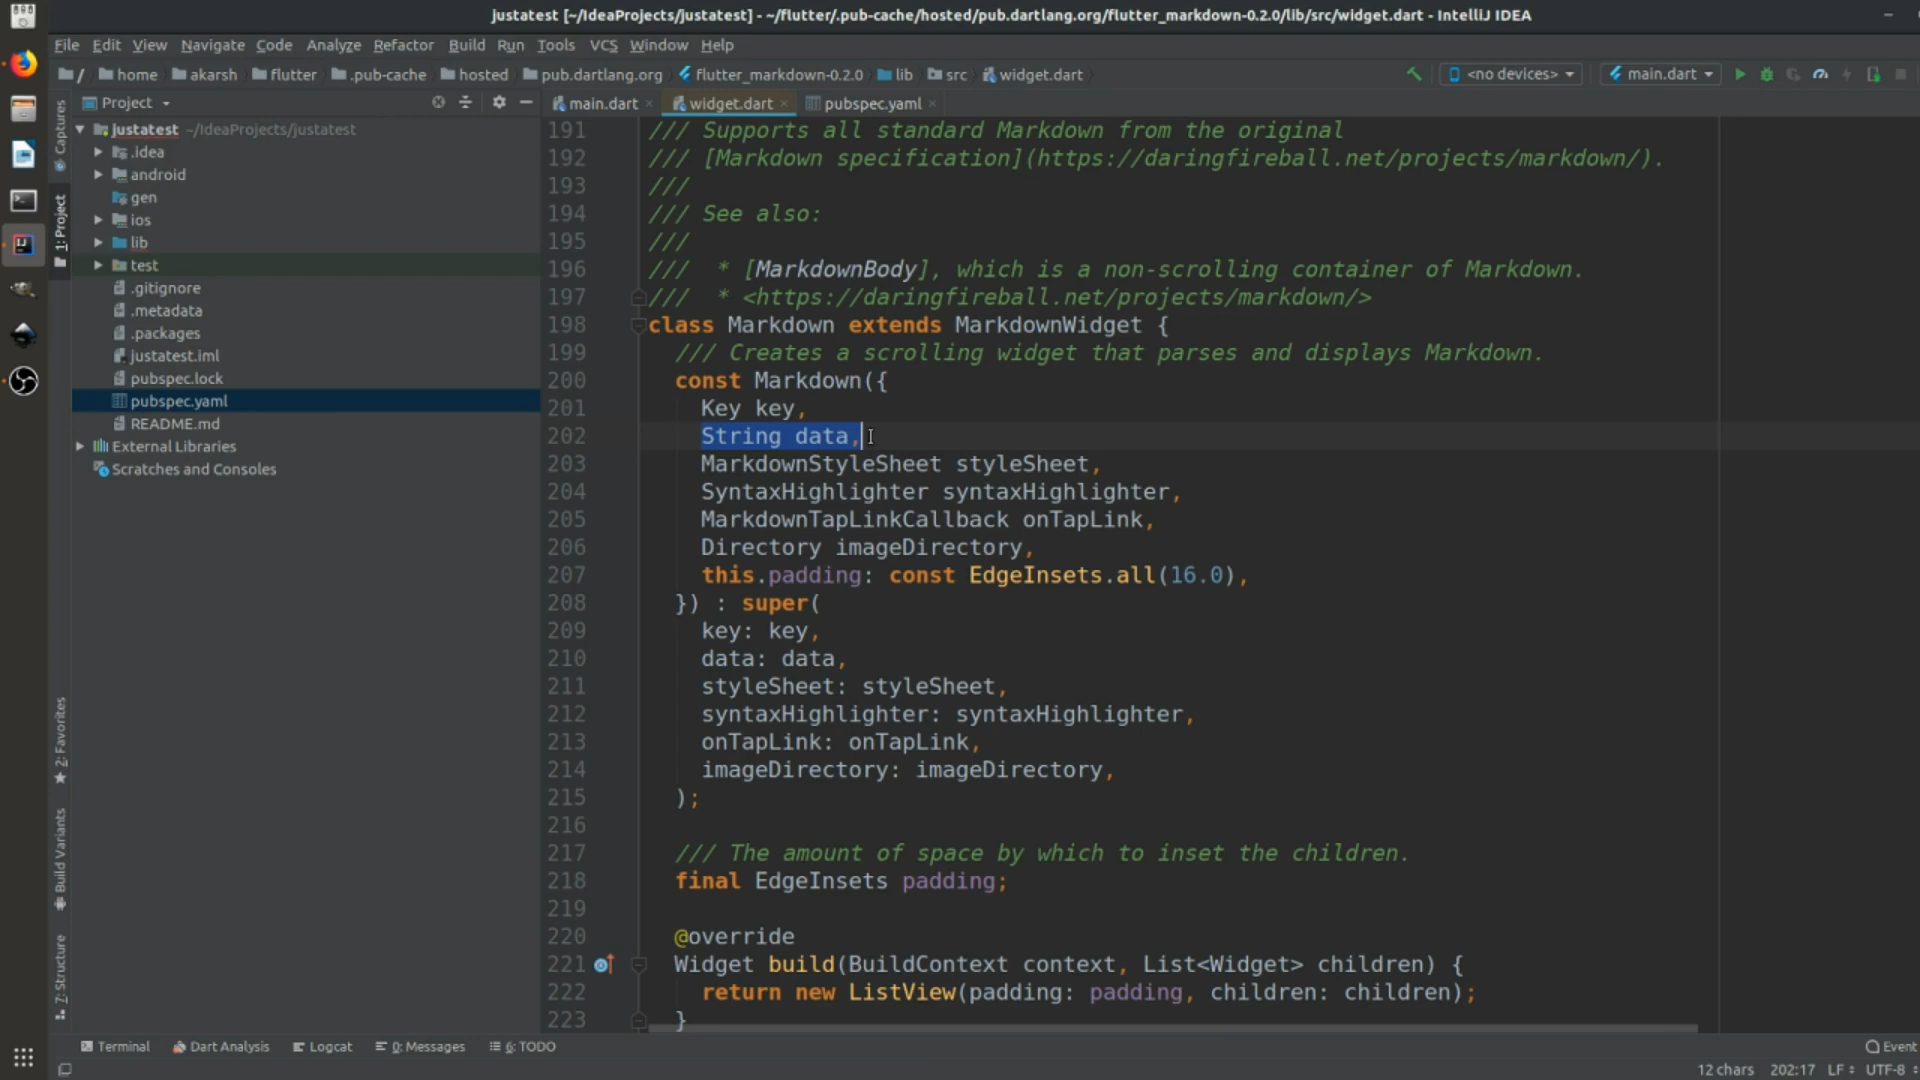 justatest [~/IdeaProjects/justatest] - ~/flutter/.pub-cache/hosted/pub.dartlang.org/flutter_markdown-0.2.0/lib/src/widget.dart - IntelliJ IDEA
File Edit View Navigate Code Analyze Refactor Build Run Tools VCS Window Help
/ home akarsh flutter .pub-cache hosted pub.dartlang.org flutter_markdown-0.2.0 lib src widget.dart <no devices> main.dart
Project main.dart widget.dart pubspec.yaml
Captures
1: Project
2: Favorites
Build Variants
7: Structure
justatest ~/IdeaProjects/justatest
.idea
android
gen
ios
lib
test
.gitignore
.metadata
.packages
justatest.iml
pubspec.lock
pubspec.yaml
README.md
External Libraries
Scratches and Consoles
191 /// Supports all standard Markdown from the original
192 /// [Markdown specification](https://daringfireball.net/projects/markdown/).
193 ///
194 /// See also:
195 ///
196 ///  * [MarkdownBody], which is a non-scrolling container of Markdown.
197 ///  * <https://daringfireball.net/projects/markdown/>
198 class Markdown extends MarkdownWidget {
199   /// Creates a scrolling widget that parses and displays Markdown.
200   const Markdown({
201     Key key,
202     String data,
203     MarkdownStyleSheet styleSheet,
204     SyntaxHighlighter syntaxHighlighter,
205     MarkdownTapLinkCallback onTapLink,
206     Directory imageDirectory,
207     this.padding: const EdgeInsets.all(16.0),
208   }) : super(
209     key: key,
210     data: data,
211     styleSheet: styleSheet,
212     syntaxHighlighter: syntaxHighlighter,
213     onTapLink: onTapLink,
214     imageDirectory: imageDirectory,
215   );
216
217   /// The amount of space by which to inset the children.
218   final EdgeInsets padding;
219
220   @override
221   Widget build(BuildContext context, List<Widget> children) {
222     return new ListView(padding: padding, children: children);
223   }
Terminal Dart Analysis Logcat 0: Messages 6: TODO Event
12 chars 202:17 LF UTF-8